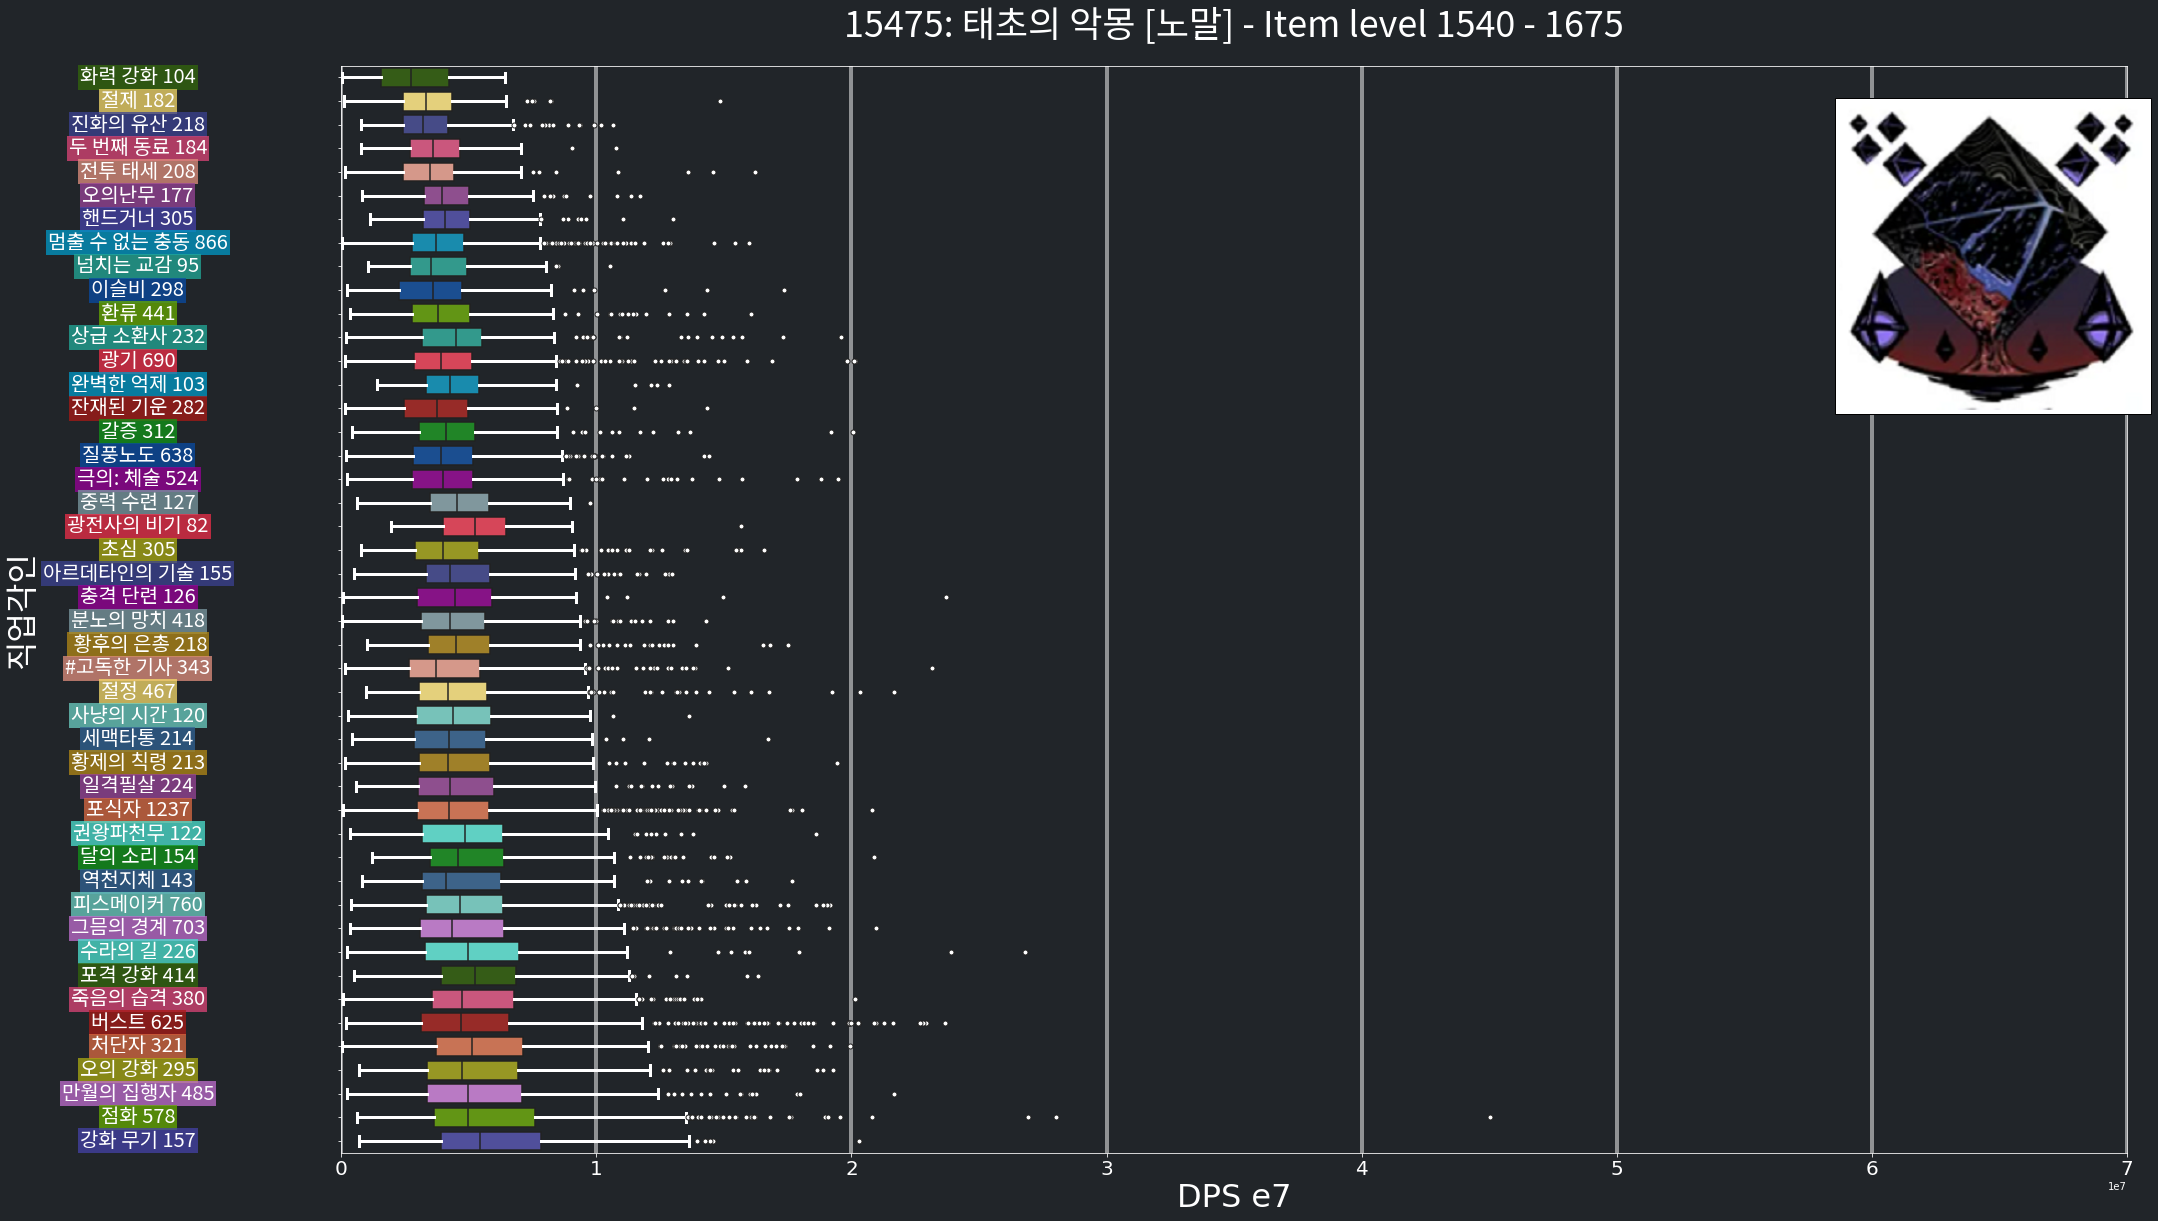 15475: 태초의 악몽 [노말] - Item level 1540 - 1675
화력 강화 104
절제 182
진화의 유산 218
두 번째 동료 184
전투 태세 208
오의난무 177
핸드거너 305
멈출 수 없는 충동 866
넘치는 교감 95
이슬비 298
환류 441
상급 소환사 232
광기 690
완벽한 억제 103
잔재된 기운 282
갈증 312
질풍노도 638
극의: 체술 524
중력 수련 127
광전사의 비기 82
초심 305
아르데타인의 기술 155
충격 단련 126
분노의 망치 418
황후의 은총 218
#고독한 기사 343
절정 467
사냥의 시간 120
세맥타통 214
황제의 칙령 213
일격필살 224
포식자 1237
권왕파천무 122
달의 소리 154
역천지체 143
피스메이커 760
그믐의 경계 703
수라의 길 226
포격 강화 414
죽음의 습격 380
버스트 625
처단자 321
오의 강화 295
만월의 집행자 485
점화 578
강화 무기 157
직업각인
0 1 2 3 4 5 6 7
1e7
DPS e7